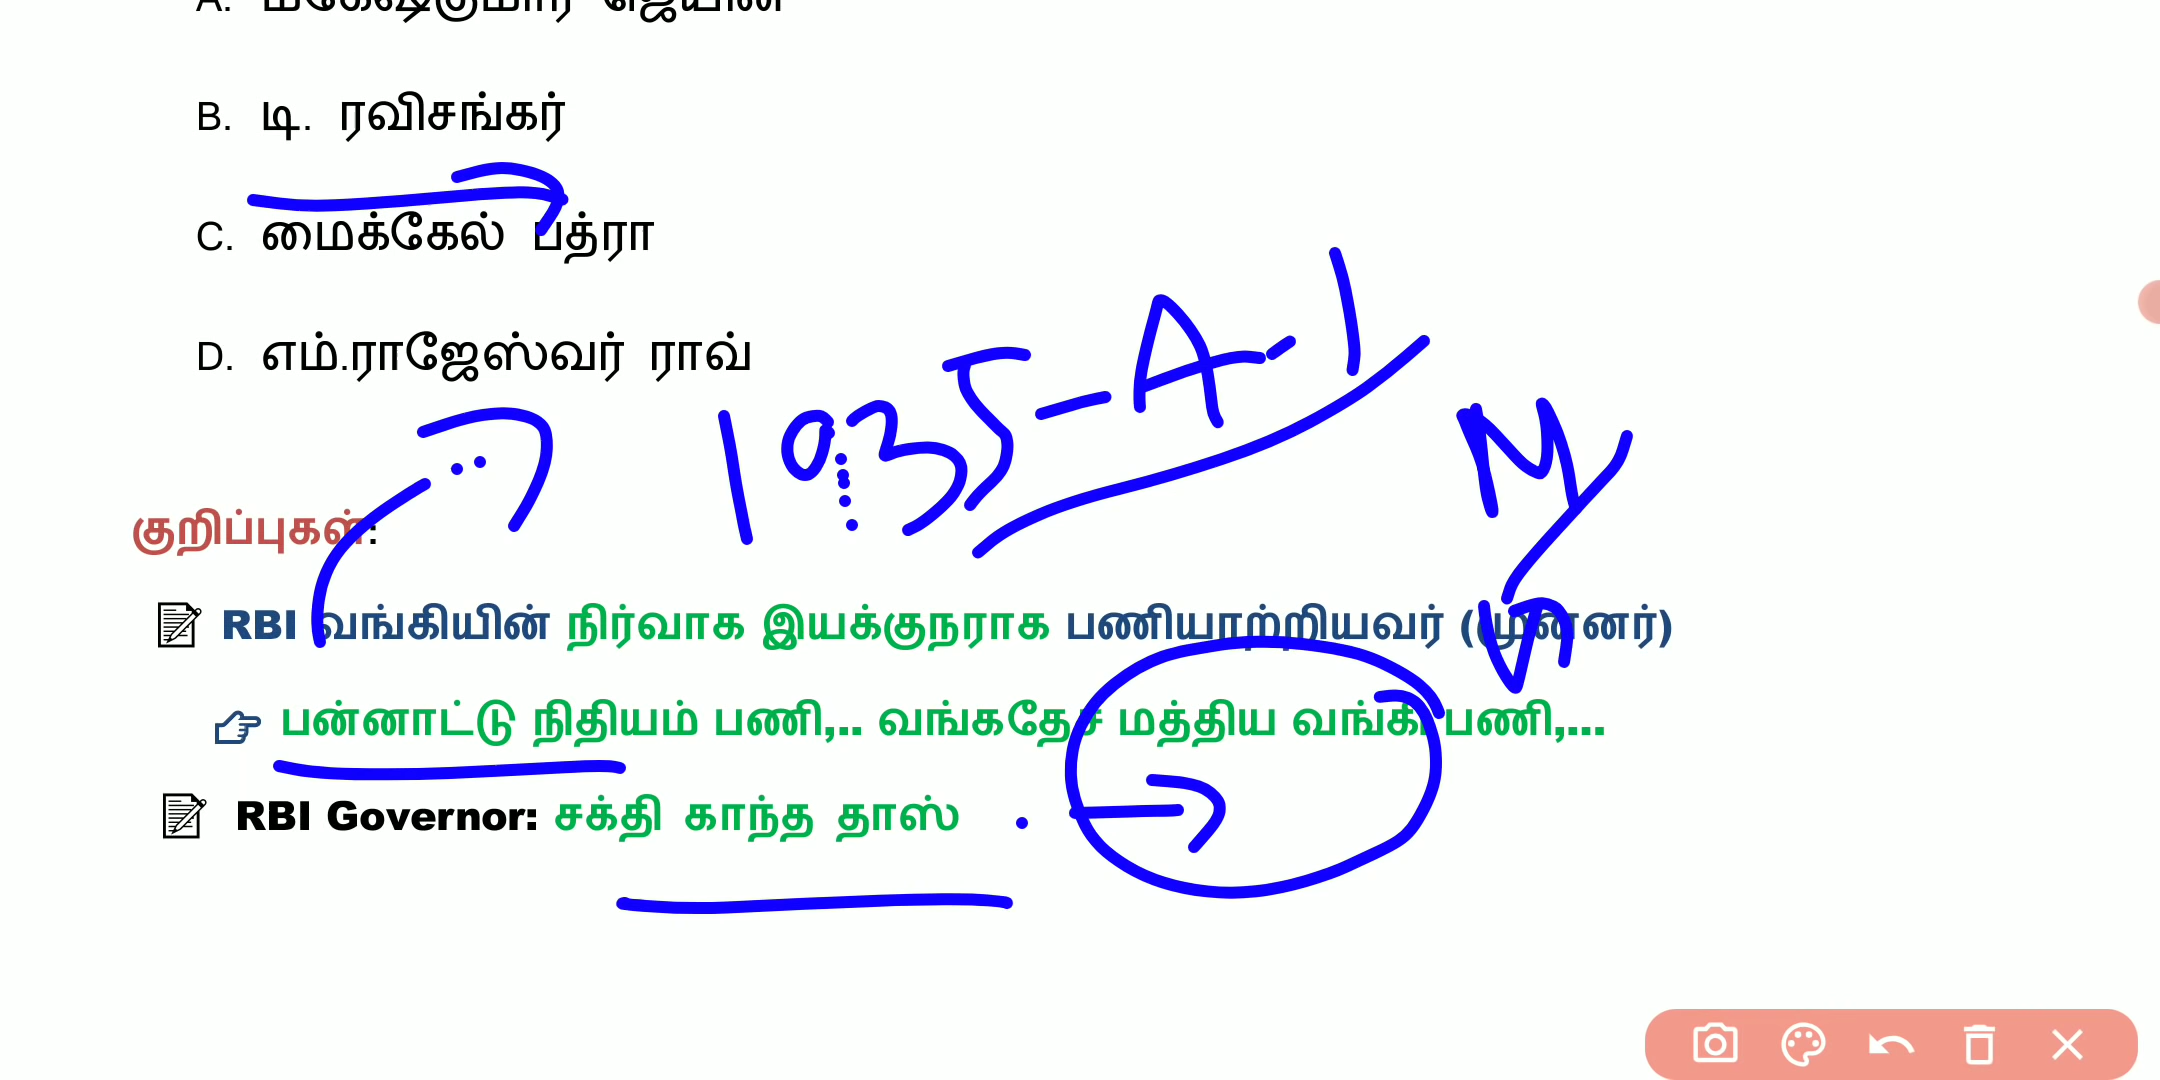 A. மகேஷ்குமார் ஜெயின்
B. டி. ரவிசங்கர்
C. மைக்கேல் பத்ரா
D. எம்.ராஜேஸ்வர் ராவ்
1935-A-1
M
குறிப்புகள்:
RBI வங்கியின் நிர்வாக இயக்குநராக பணியாற்றியவர் (முன்னர்)
பன்னாட்டு நிதியம் பணி,.. வங்கதேச மத்திய வங்கி பணி,...
RBI Governor: சக்தி காந்த தாஸ்